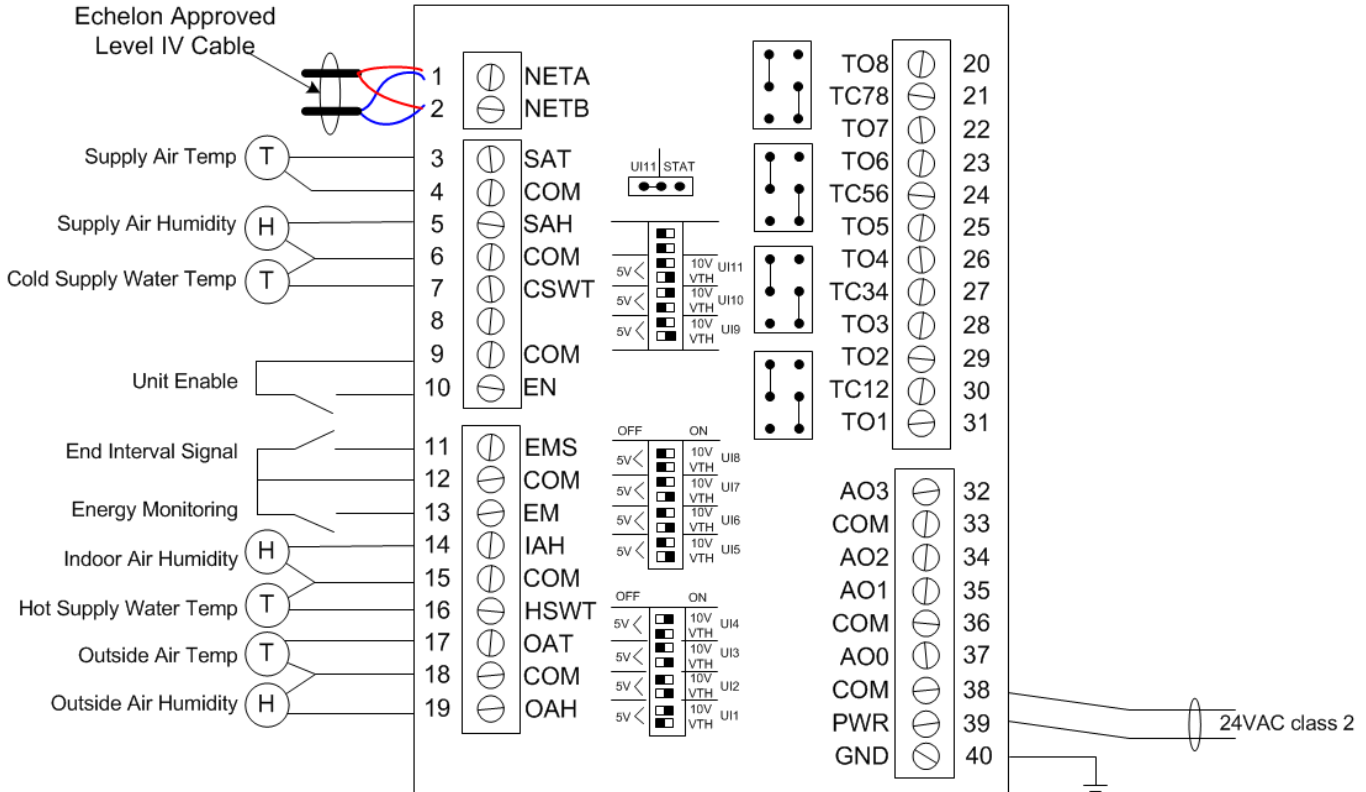 Echelon Approved
Level IV Cable
1 NETA
2 NETB
Supply Air Temp T 3 SAT
4 COM
Supply Air Humidity H 5 SAH
6 COM
Cold Supply Water Temp T 7 CSWT
8
9 COM
Unit Enable
10 EN
End Interval Signal 11 EMS
12 COM
Energy Monitoring 13 EM
14 IAH
Indoor Air Humidity H
15 COM
Hot Supply Water Temp T 16 HSWT
17 OAT
Outside Air Temp T
18 COM
Outside Air Humidity H 19 OAH
UI11 STAT
5V< 10V UI11
VTH
5V< 10V UI10
VTH
5V< 10V UI9
VTH
OFF ON
5V< 10V UI8
VTH
5V< 10V UI7
VTH
5V< 10V UI6
VTH
5V< 10V UI5
VTH
OFF ON
5V< 10V UI4
VTH
5V< 10V UI3
VTH
5V< 10V UI2
VTH
5V< 10V UI1
VTH
TO8 20
TC78 21
TO7 22
TO6 23
TC56 24
TO5 25
TO4 26
TC34 27
TO3 28
TO2 29
TC12 30
TO1 31
AO3 32
COM 33
AO2 34
AO1 35
COM 36
AO0 37
COM 38
PWR 39
GND 40
24VAC class 2